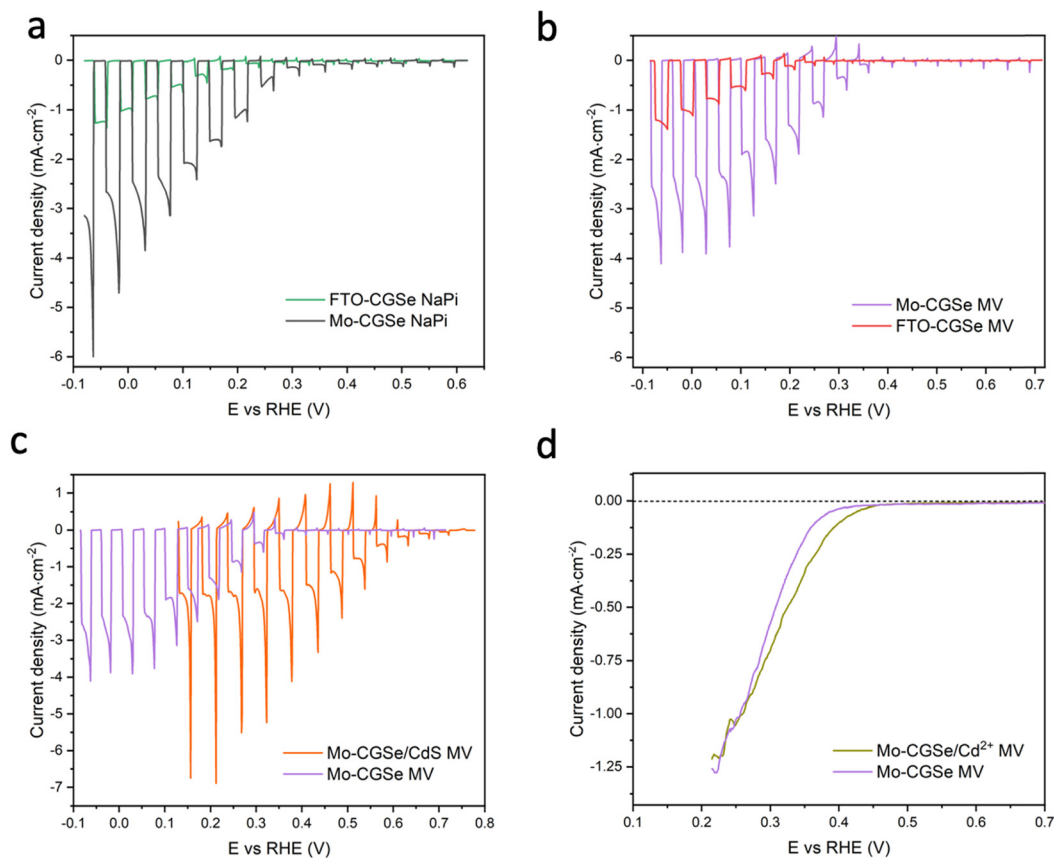 a
0
-1
-2
-3
-4
-5
-6
Current density (mA·cm⁻²)
FTO-CGSe NaPi
Mo-CGSe NaPi
-0.1 0.0 0.1 0.2 0.3 0.4 0.5 0.6
E vs RHE (V)
b
0
-1
-2
-3
-4
-5
-6
Current density (mA·cm⁻²)
Mo-CGSe MV
FTO-CGSe MV
-0.1 0.0 0.1 0.2 0.3 0.4 0.5 0.6 0.7
E vs RHE (V)
c
1
0
-1
-2
-3
-4
-5
-6
-7
Current density (mA·cm⁻²)
Mo-CGSe/CdS MV
Mo-CGSe MV
-0.1 0.0 0.1 0.2 0.3 0.4 0.5 0.6 0.7 0.8
E vs RHE (V)
d
0.00
-0.25
-0.50
-0.75
-1.00
-1.25
Current density (mA·cm⁻²)
Mo-CGSe/Cd²⁺ MV
Mo-CGSe MV
0.1 0.2 0.3 0.4 0.5 0.6 0.7
E vs RHE (V)